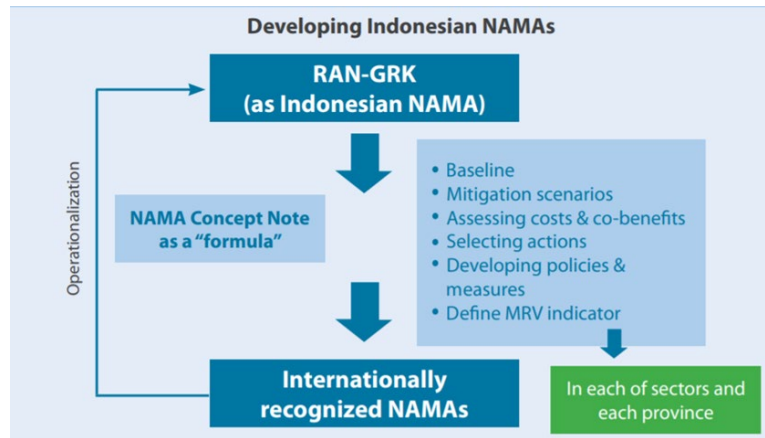 Developing Indonesian NAMAs
RAN-GRK
(as Indonesian NAMA)
Operationalization
NAMA Concept Note
as a “formula”
• Baseline
• Mitigation scenarios
• Assessing costs & co-benefits
• Selecting actions
• Developing policies &
measures
• Define MRV indicator
Internationally
recognized NAMAs
In each of sectors and
each province